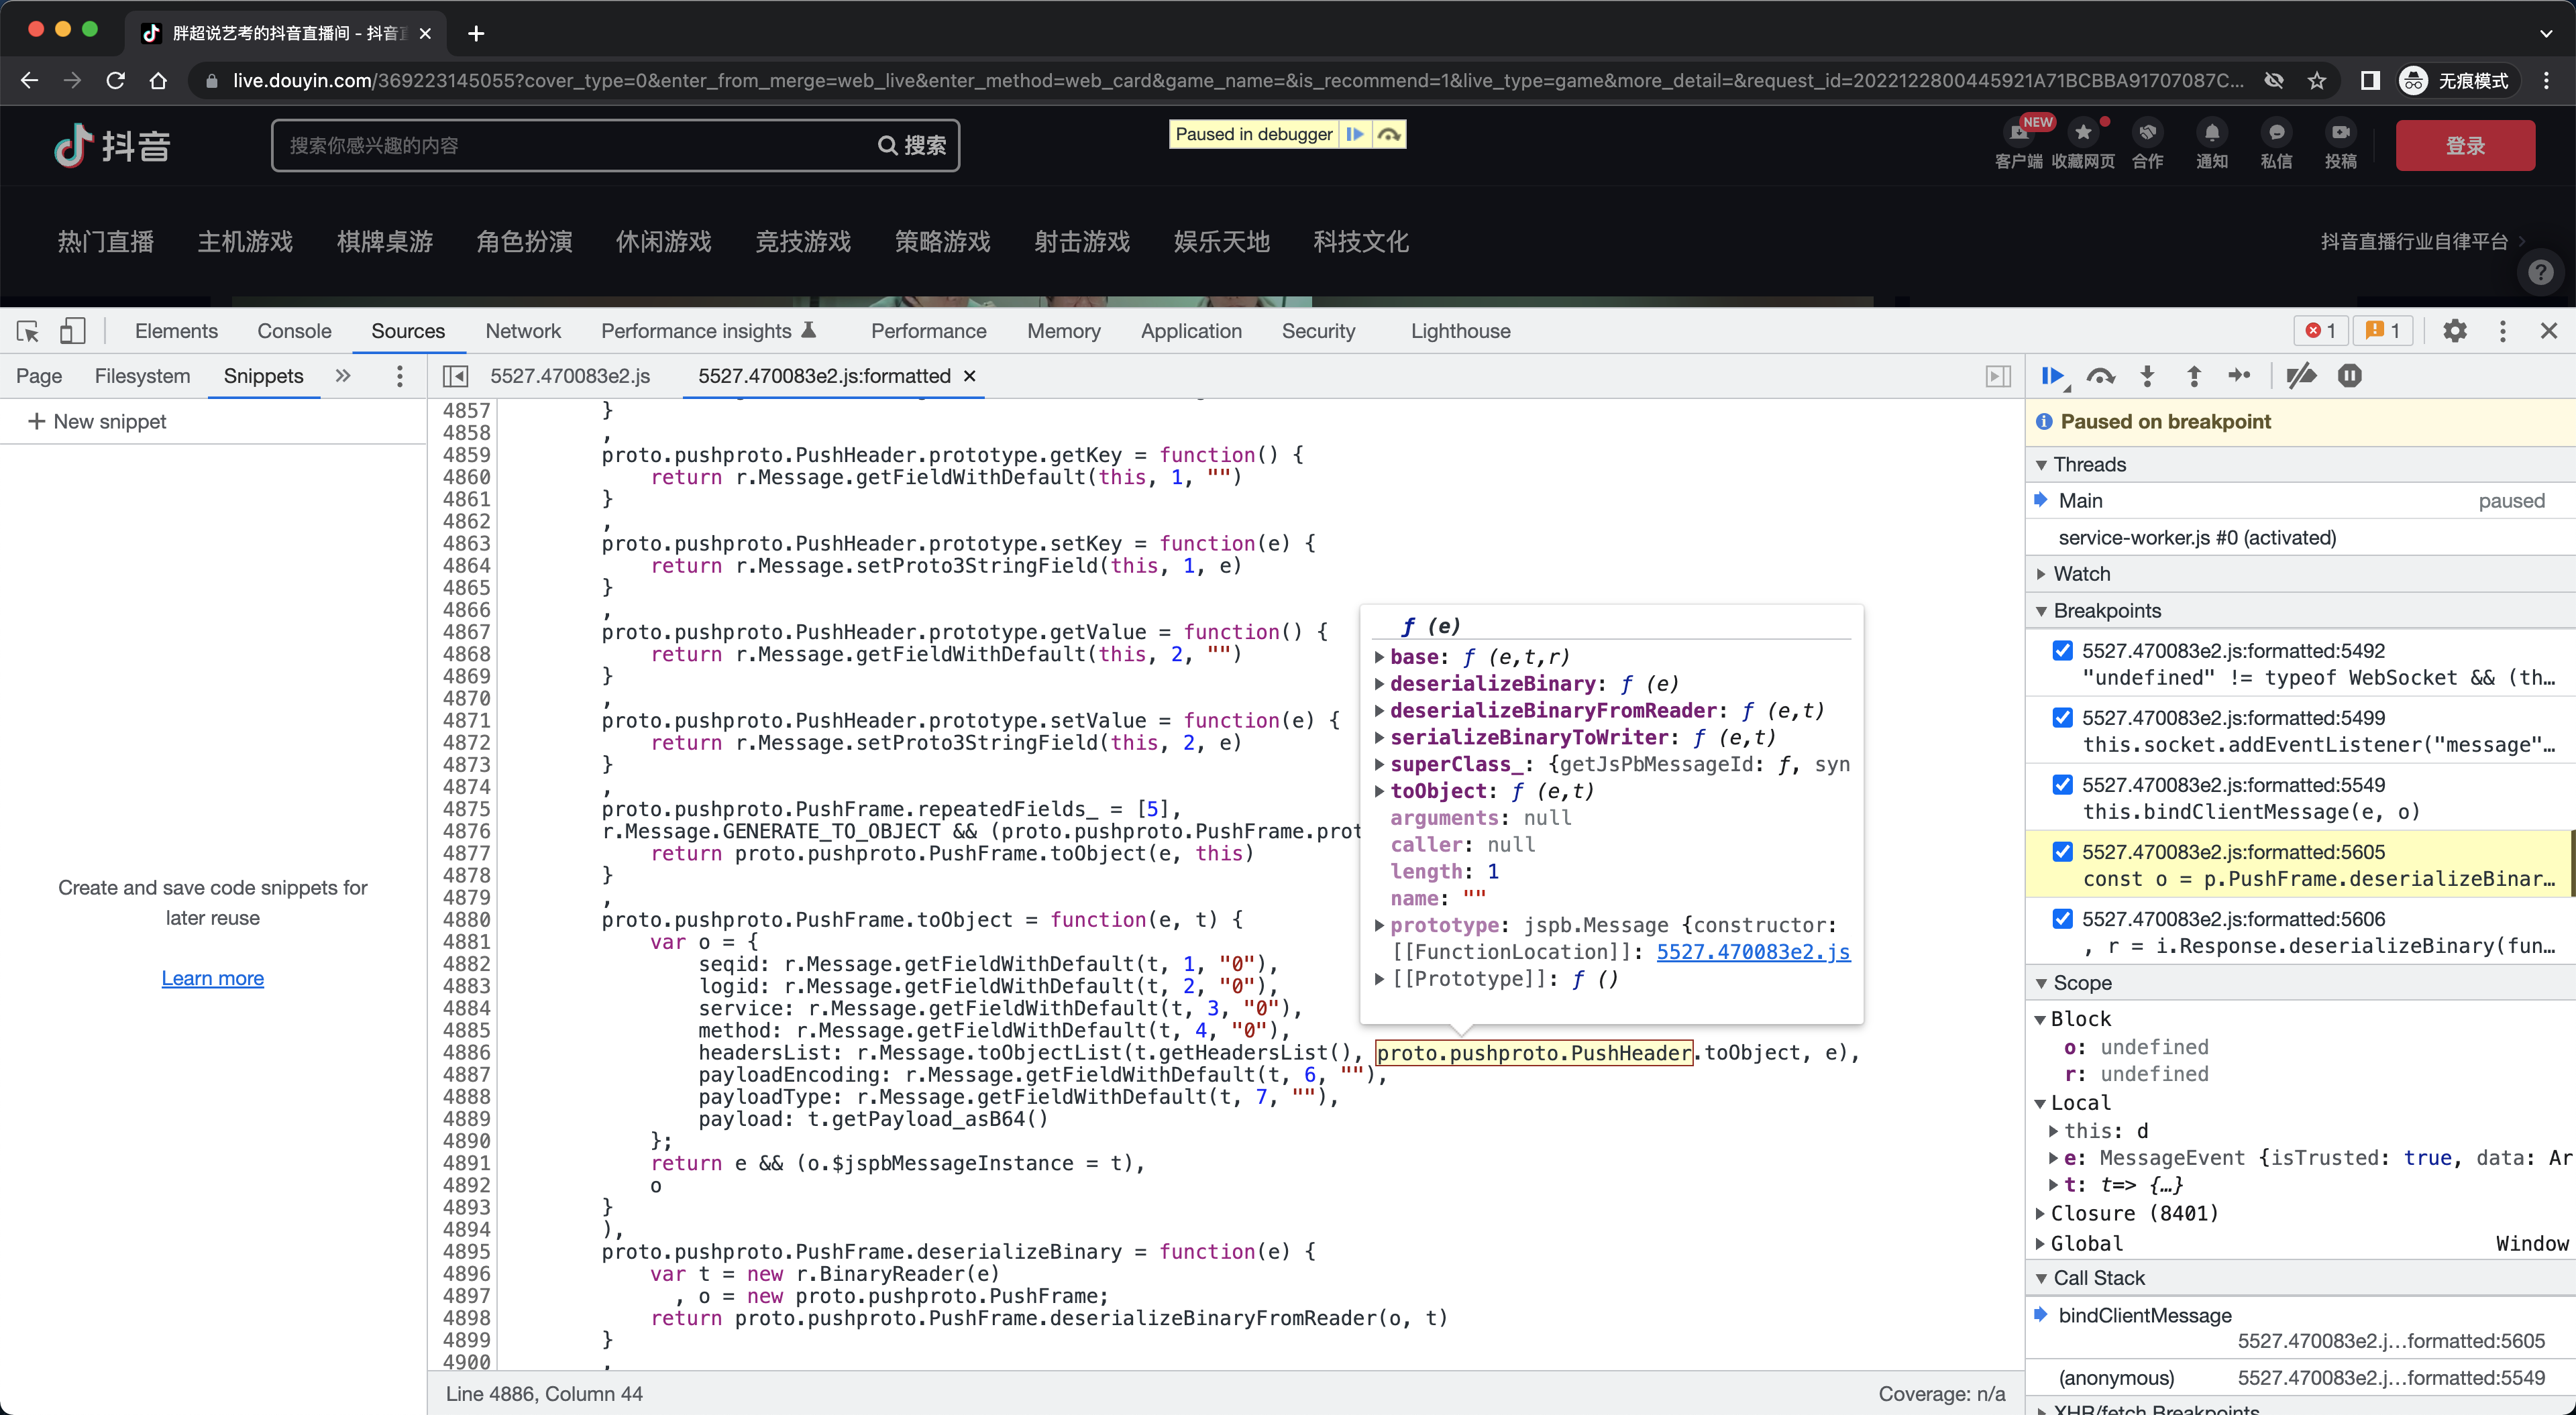 胖超说艺考的抖音直播间 - 抖音
live.douyin.com/369223145055?cover_type=0&enter_from_merge=web_live&enter_method=web_card&game_name=&is_recommend=1&live_type=game&more_detail=&request_id=2022122800445921A71BCBBA91707087C...
无痕模式
抖音
搜索你感兴趣的内容
搜索
Paused in debugger
NEW
客户端
收藏网页
合作
通知
私信
投稿
登录
热门直播 主机游戏 棋牌桌游 角色扮演 休闲游戏 竞技游戏 策略游戏 射击游戏 娱乐天地 科技文化
抖音直播行业自律平台
Elements Console Sources Network Performance insights Performance Memory Application Security Lighthouse
1 1
Page Filesystem Snippets
5527.470083e2.js 5527.470083e2.js:formatted
+ New snippet
Create and save code snippets for
later reuse
Learn more
4857 }
4858 ,
4859 proto.pushproto.PushHeader.prototype.getKey = function() {
4860 return r.Message.getFieldWithDefault(this, 1, "")
4861 }
4862 ,
4863 proto.pushproto.PushHeader.prototype.setKey = function(e) {
4864 return r.Message.setProto3StringField(this, 1, e)
4865 }
4866 ,
4867 proto.pushproto.PushHeader.prototype.getValue = function() {
4868 return r.Message.getFieldWithDefault(this, 2, "")
4869 }
4870 ,
4871 proto.pushproto.PushHeader.prototype.setValue = function(e) {
4872 return r.Message.setProto3StringField(this, 2, e)
4873 }
4874 ,
4875 proto.pushproto.PushFrame.repeatedFields_ = [5],
4876 r.Message.GENERATE_TO_OBJECT && (proto.pushproto.PushFrame.prot
4877 return proto.pushproto.PushFrame.toObject(e, this)
4878 }
4879 ,
4880 proto.pushproto.PushFrame.toObject = function(e, t) {
4881 var o = {
4882 seqid: r.Message.getFieldWithDefault(t, 1, "0"),
4883 logid: r.Message.getFieldWithDefault(t, 2, "0"),
4884 service: r.Message.getFieldWithDefault(t, 3, "0"),
4885 method: r.Message.getFieldWithDefault(t, 4, "0"),
4886 headersList: r.Message.toObjectList(t.getHeadersList(), proto.pushproto.PushHeader.toObject, e),
4887 payloadEncoding: r.Message.getFieldWithDefault(t, 6, ""),
4888 payloadType: r.Message.getFieldWithDefault(t, 7, ""),
4889 payload: t.getPayload_asB64()
4890 };
4891 return e && (o.$jspbMessageInstance = t),
4892 o
4893 }
4894 ),
4895 proto.pushproto.PushFrame.deserializeBinary = function(e) {
4896 var t = new r.BinaryReader(e)
4897 , o = new proto.pushproto.PushFrame;
4898 return proto.pushproto.PushFrame.deserializeBinaryFromReader(o, t)
4899 }
4900 ,
f (e)
base: f (e,t,r)
deserializeBinary: f (e)
deserializeBinaryFromReader: f (e,t)
serializeBinaryToWriter: f (e,t)
superClass_: {getJsPbMessageId: f, syn
toObject: f (e,t)
arguments: null
caller: null
length: 1
name: ""
prototype: jspb.Message {constructor:
[[FunctionLocation]]: 5527.470083e2.js
[[Prototype]]: f ()
Line 4886, Column 44
Coverage: n/a
Paused on breakpoint
Threads
Main paused
service-worker.js #0 (activated)
Watch
Breakpoints
5527.470083e2.js:formatted:5492
"undefined" != typeof WebSocket && (th…
5527.470083e2.js:formatted:5499
this.socket.addEventListener("message"…
5527.470083e2.js:formatted:5549
this.bindClientMessage(e, o)
5527.470083e2.js:formatted:5605
const o = p.PushFrame.deserializeBinar…
5527.470083e2.js:formatted:5606
, r = i.Response.deserializeBinary(fun…
Scope
Block
o: undefined
r: undefined
Local
this: d
e: MessageEvent {isTrusted: true, data: Ar
t: t=> {…}
Closure (8401)
Global Window
Call Stack
bindClientMessage
5527.470083e2.j…formatted:5605
(anonymous) 5527.470083e2.j…formatted:5549
XHR/fetch Breakpoints